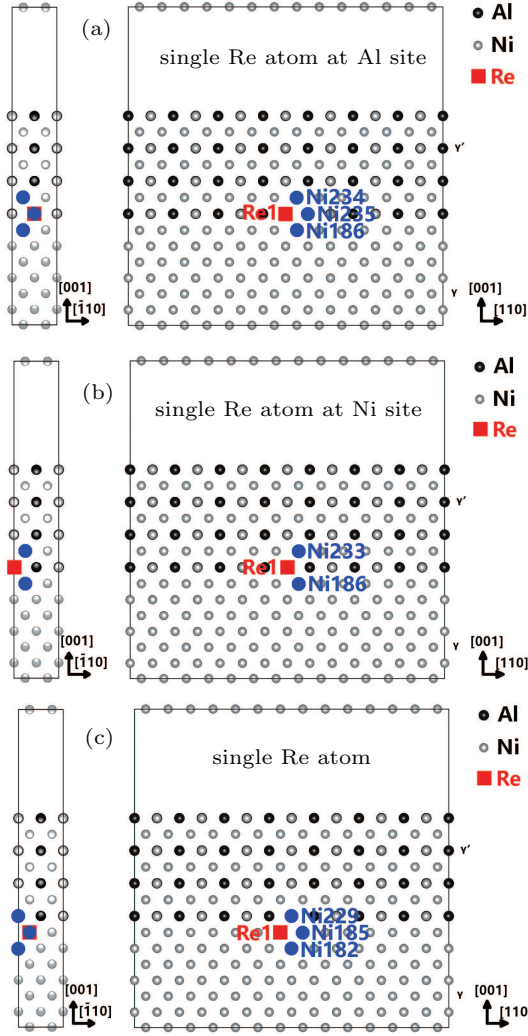 (a)
single Re atom at Al site
Al
Ni
Re
γ′
Ni234
Re1 Ni235
Ni186
γ
[001]
[1̄10]
[001]
[110]
(b)
single Re atom at Ni site
Al
Ni
Re
γ′
Ni233
Re1
Ni186
γ
[001]
[1̄10]
[001]
[110]
(c)
single Re atom
Al
Ni
Re
γ′
Ni229
Re1 Ni185
Ni182
γ
[001]
[1̄10]
[001]
[110]